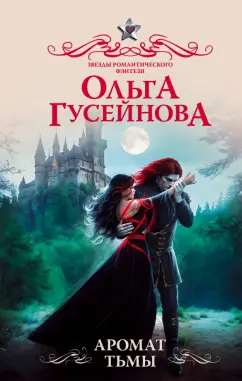 ЗВЕЗДЫ РОМАНТИЧЕСКОГО
ФЭНТЕЗИ
ОЛЬГА
ГУСЕЙНОВА
АРОМАТ
ТЬМЫ